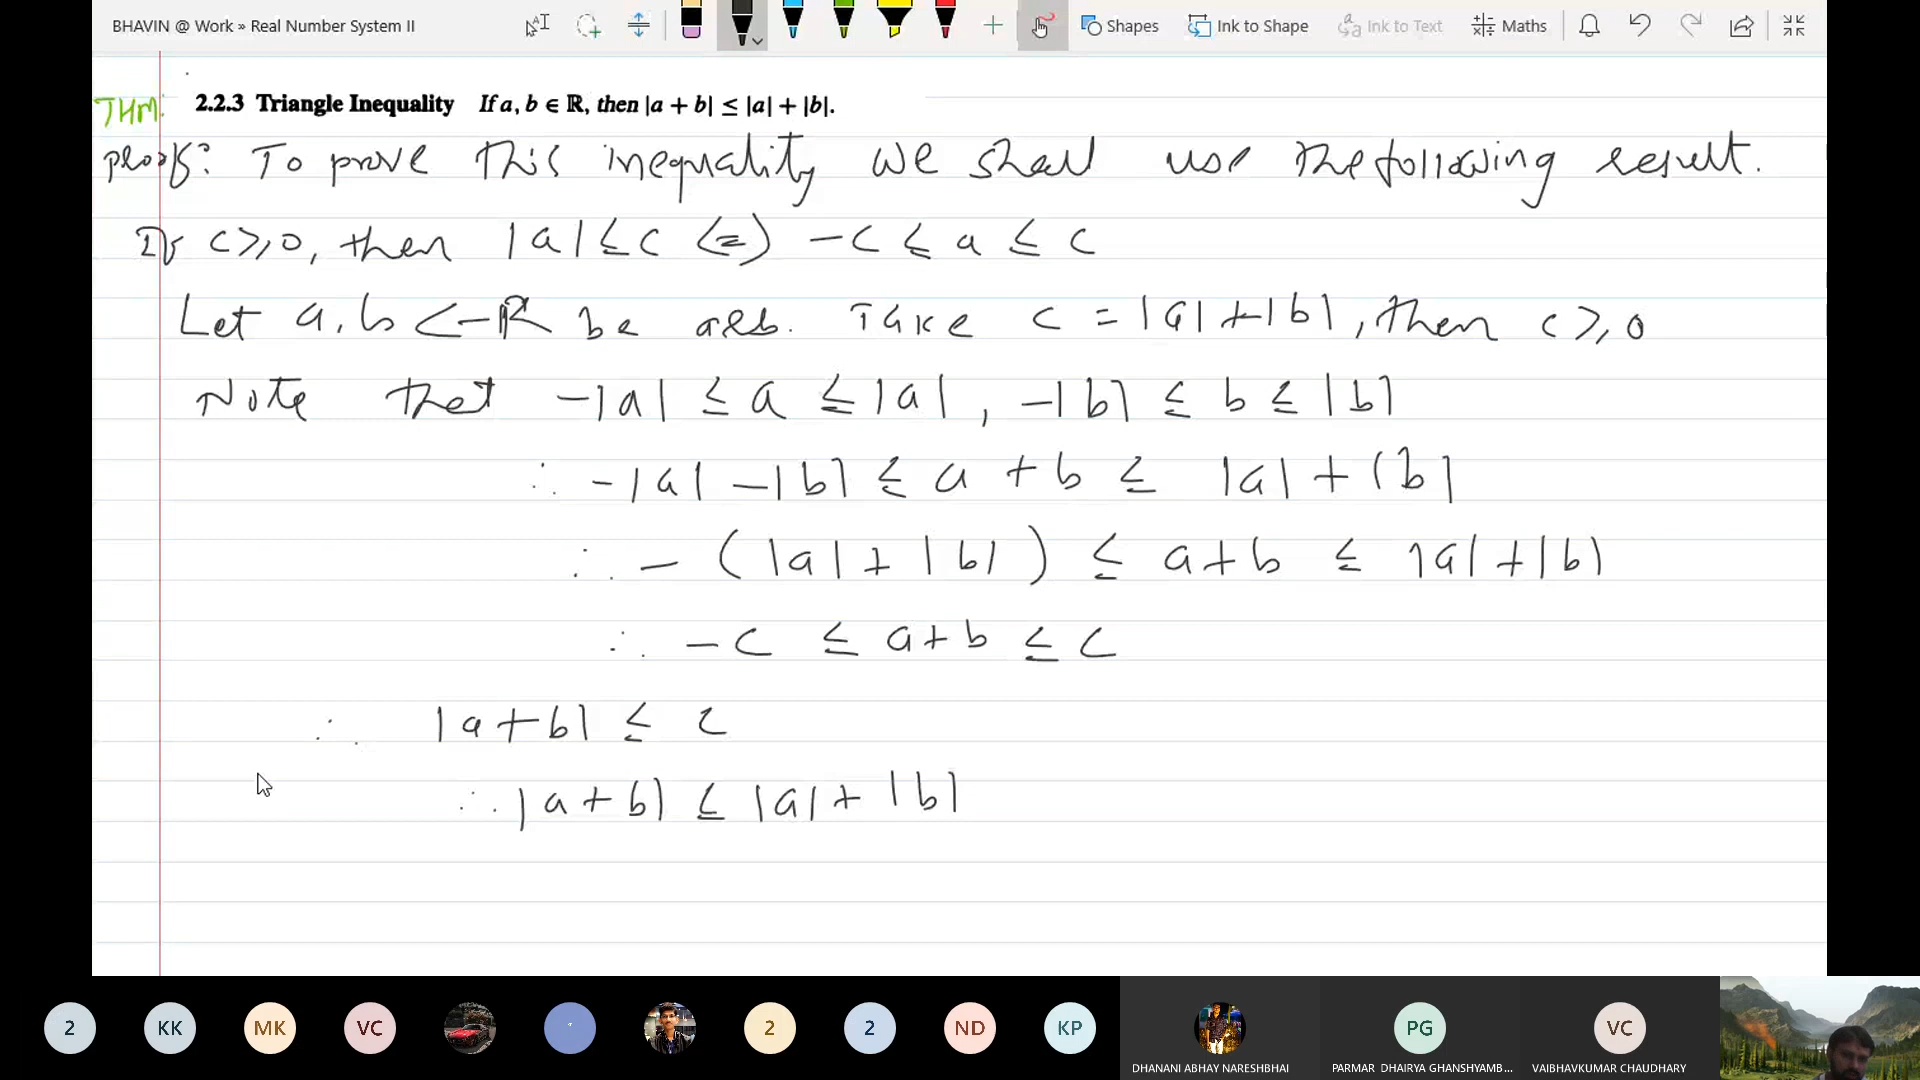 BHAVIN @ Work » Real Number System II
Shapes Ink to Shape Ink to Text Maths
THM: 2.2.3 Triangle Inequality If a, b ∈ ℝ, then |a + b| ≤ |a| + |b|.
Proof: To prove this inequality we shall use the following result.
If c ≥ 0, then |a| ≤ c <=> -c ≤ a ≤ c
Let a, b ∈ ℝ be arb. Take c = |a| + |b|, then c ≥ 0
Note that -|a| ≤ a ≤ |a|, -|b| ≤ b ≤ |b|
∴ -|a| - |b| ≤ a + b ≤ |a| + |b|
∴ -(|a| + |b|) ≤ a + b ≤ |a| + |b|
∴ -c ≤ a + b ≤ c
∴ |a + b| ≤ c
∴ |a + b| ≤ |a| + |b|
2 KK MK VC 2 2 ND KP PG VC
DHANANI ABHAY NARESHBHAI PARMAR DHAIRYA GHANSHYAMB... VAIBHAVKUMAR CHAUDHARY